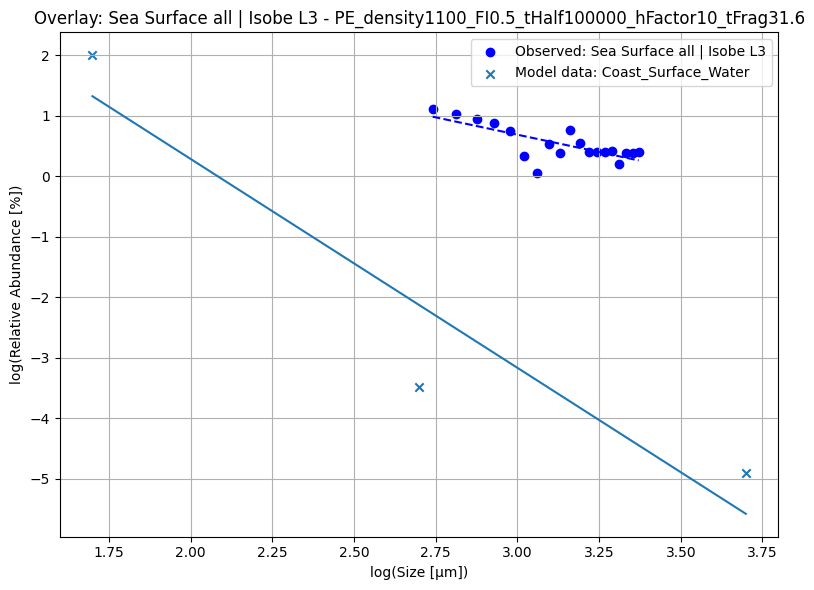 Overlay: Sea Surface all | Isobe L3 - PE_density1100_FI0.5_tHalf100000_hFactor10_tFrag31.6
Observed: Sea Surface all | Isobe L3
Model data: Coast_Surface_Water
log(Relative Abundance [%])
2
1
0
−1
−2
−3
−4
−5
1.75 2.00 2.25 2.50 2.75 3.00 3.25 3.50 3.75
log(Size [µm])